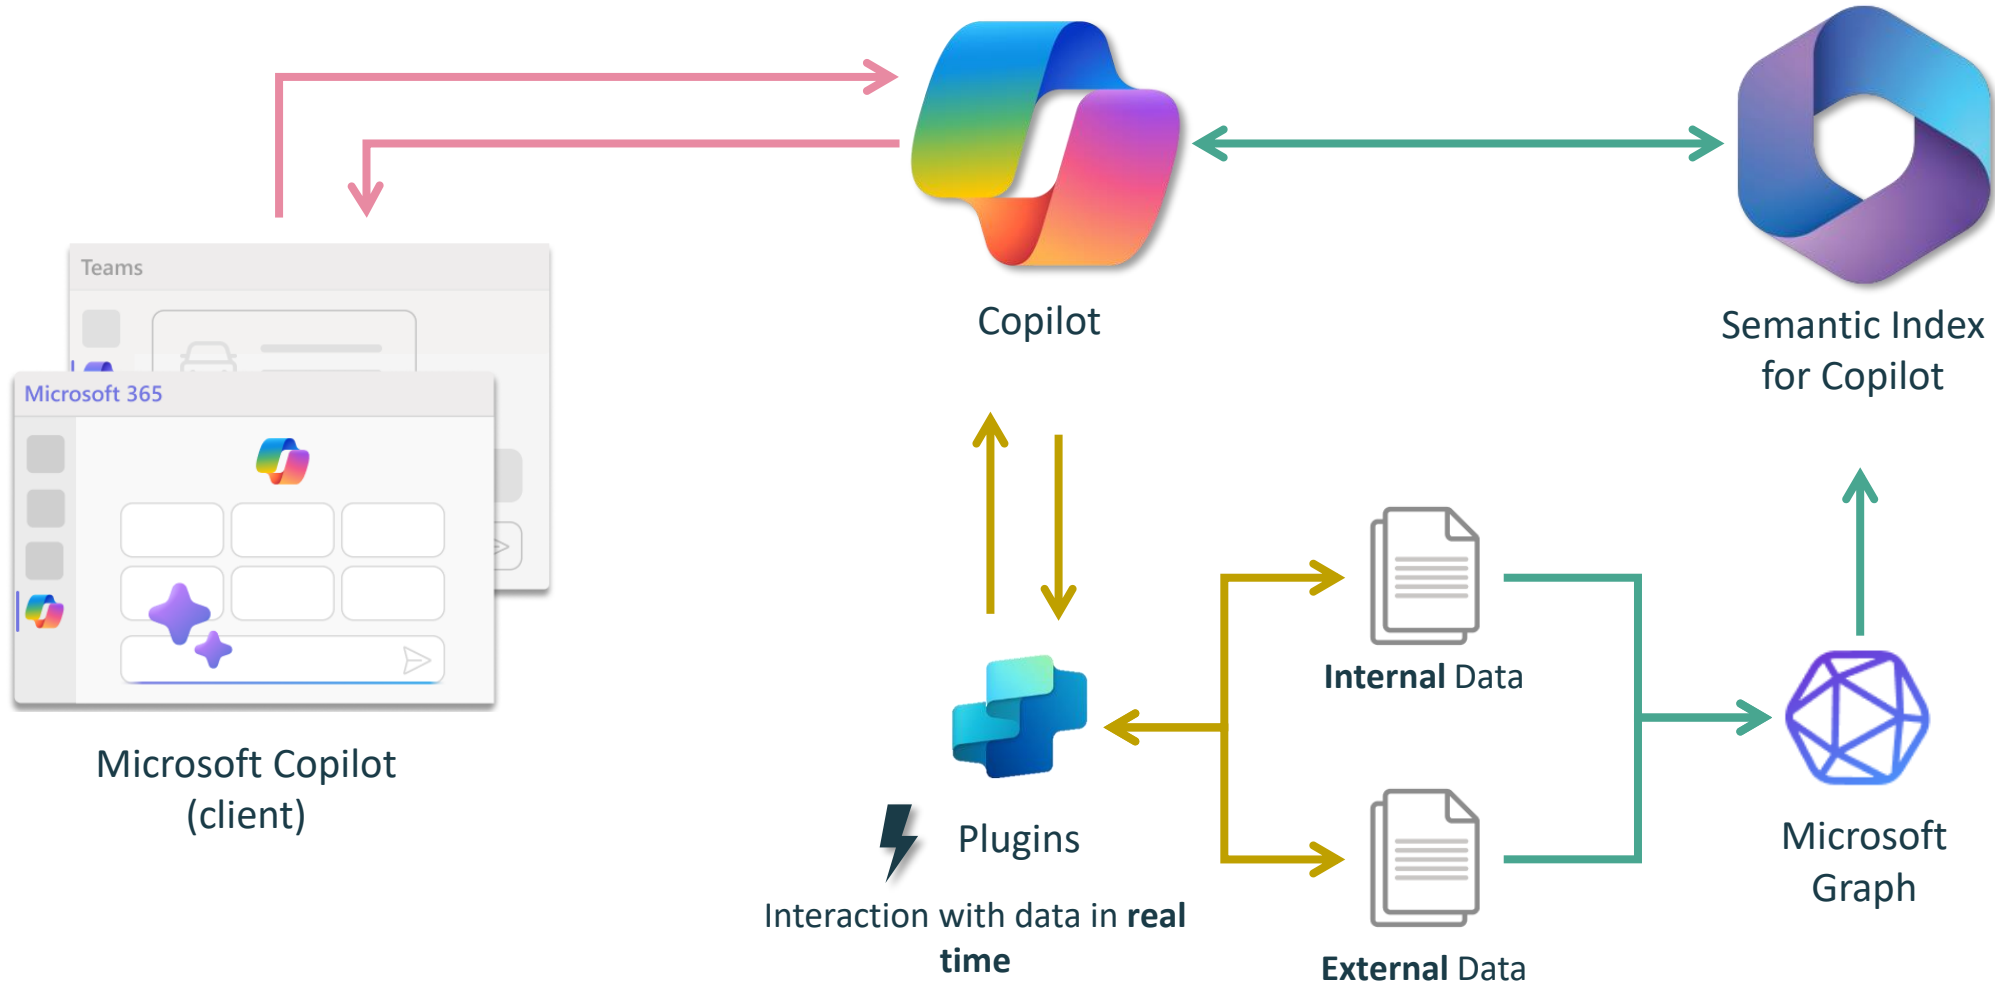 Teams
Microsoft 365
Microsoft Copilot
(client)
Copilot
Semantic Index
for Copilot
Plugins
Interaction with data in real
time
Internal Data
External Data
Microsoft
Graph